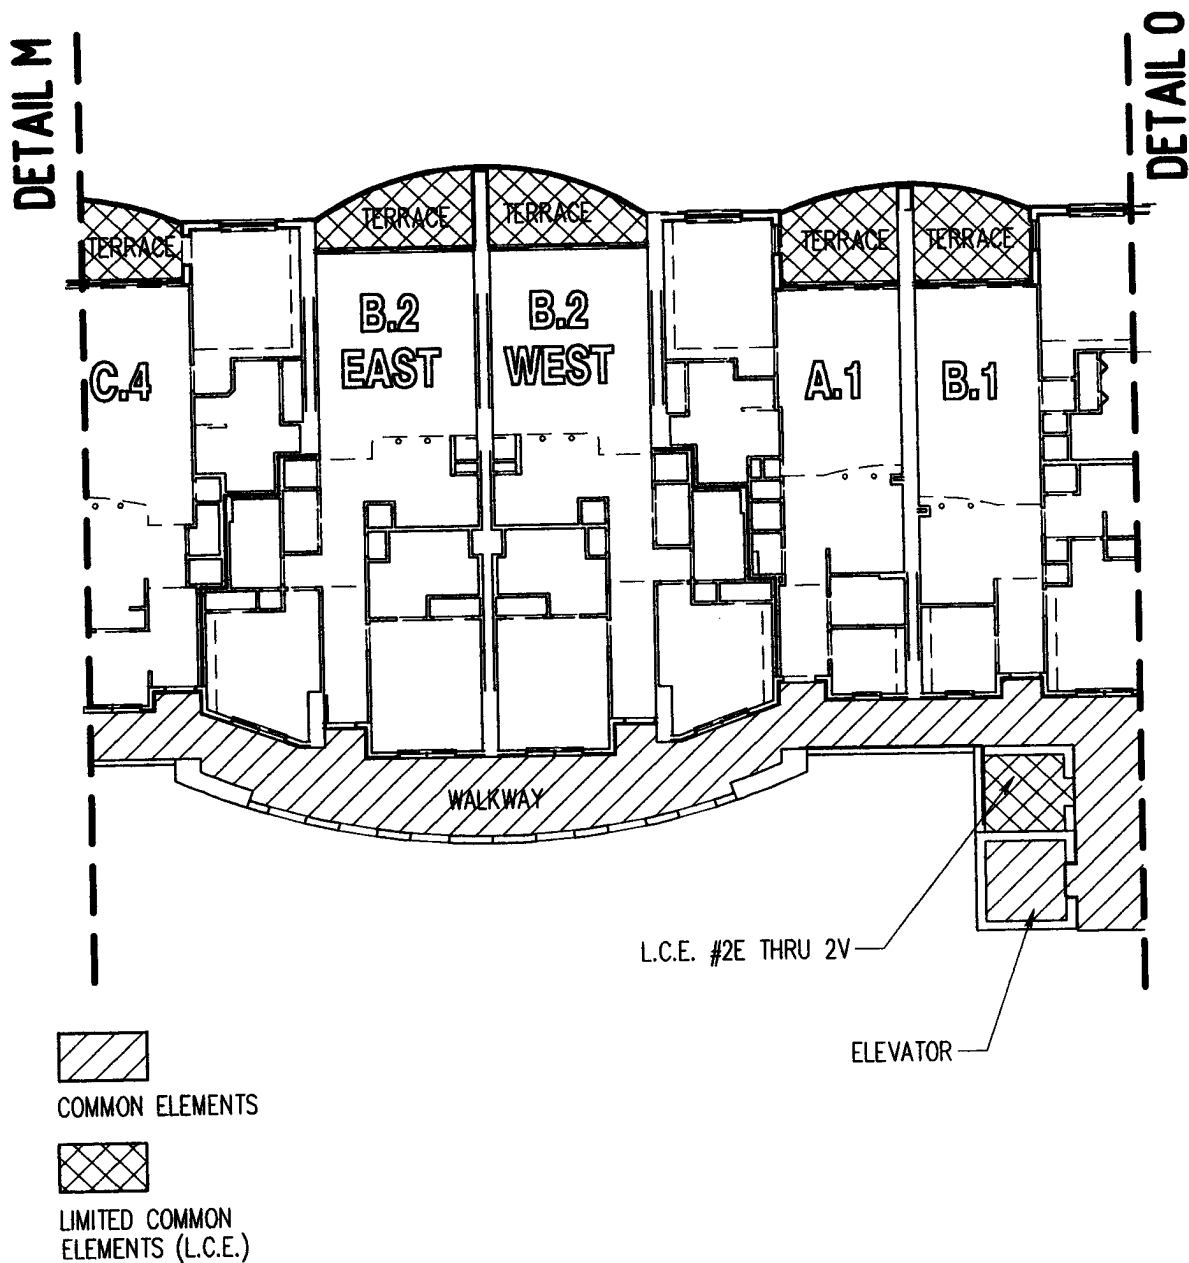 DETAIL M
DETAIL O
TERRACE
TERRACE
TERRACE
TERRACE
TERRACE
C.4
B.2
EAST
B.2
WEST
A.1
B.1
WALKWAY
L.C.E. #2E THRU 2V
ELEVATOR
COMMON ELEMENTS
LIMITED COMMON
ELEMENTS (L.C.E.)